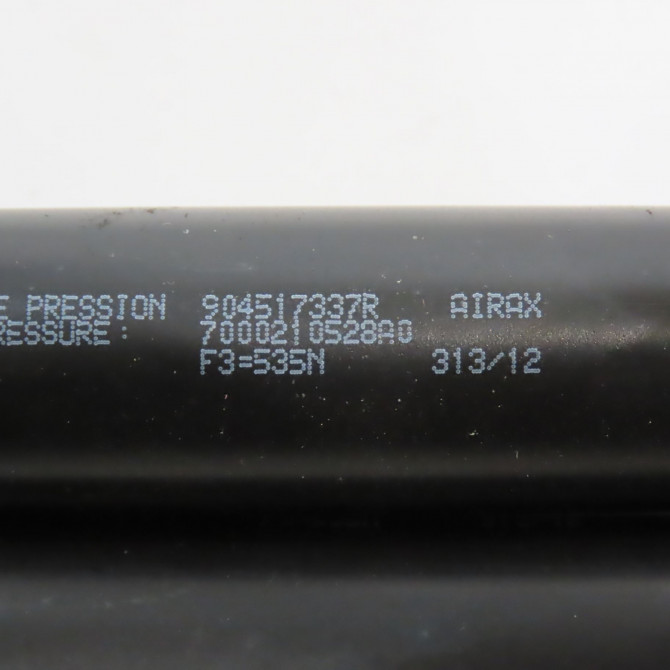 E PRESSION 904517337R AIRAX
RESSURE: 7000210528A0
F3=535N 313/12